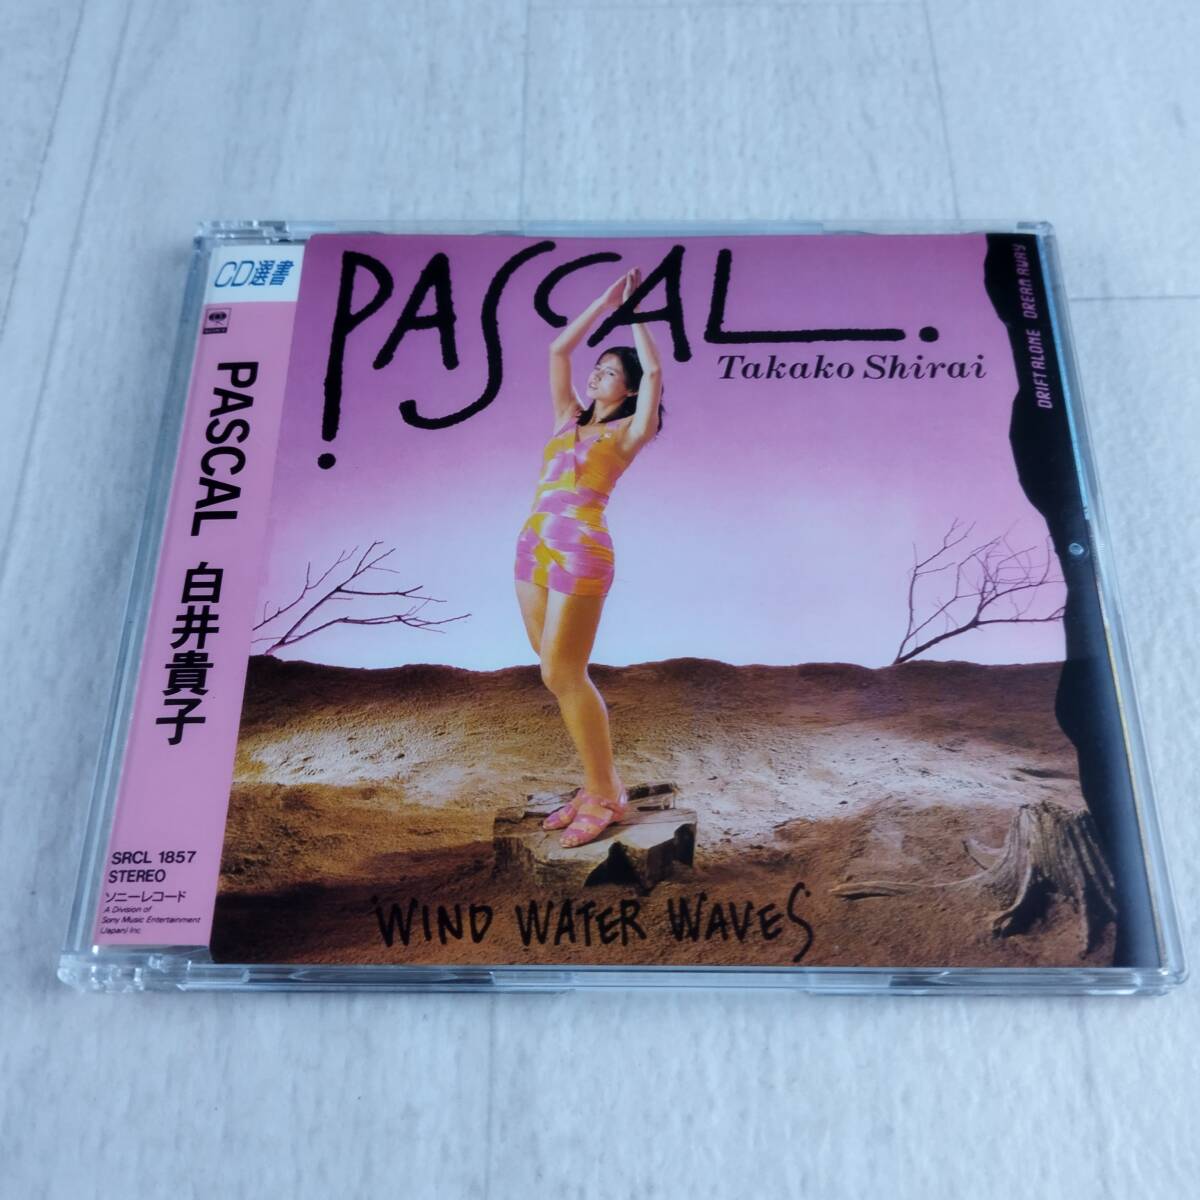 CD選書
PASCAL 白井貴子
SRCL 1857
STEREO
ソニーレコード
A Division of
Sony Music Entertainment
(Japan) Inc.
PASCAL.
Takako Shirai
DRIFT ALONE DREAM AWAY
WIND WATER WAVES